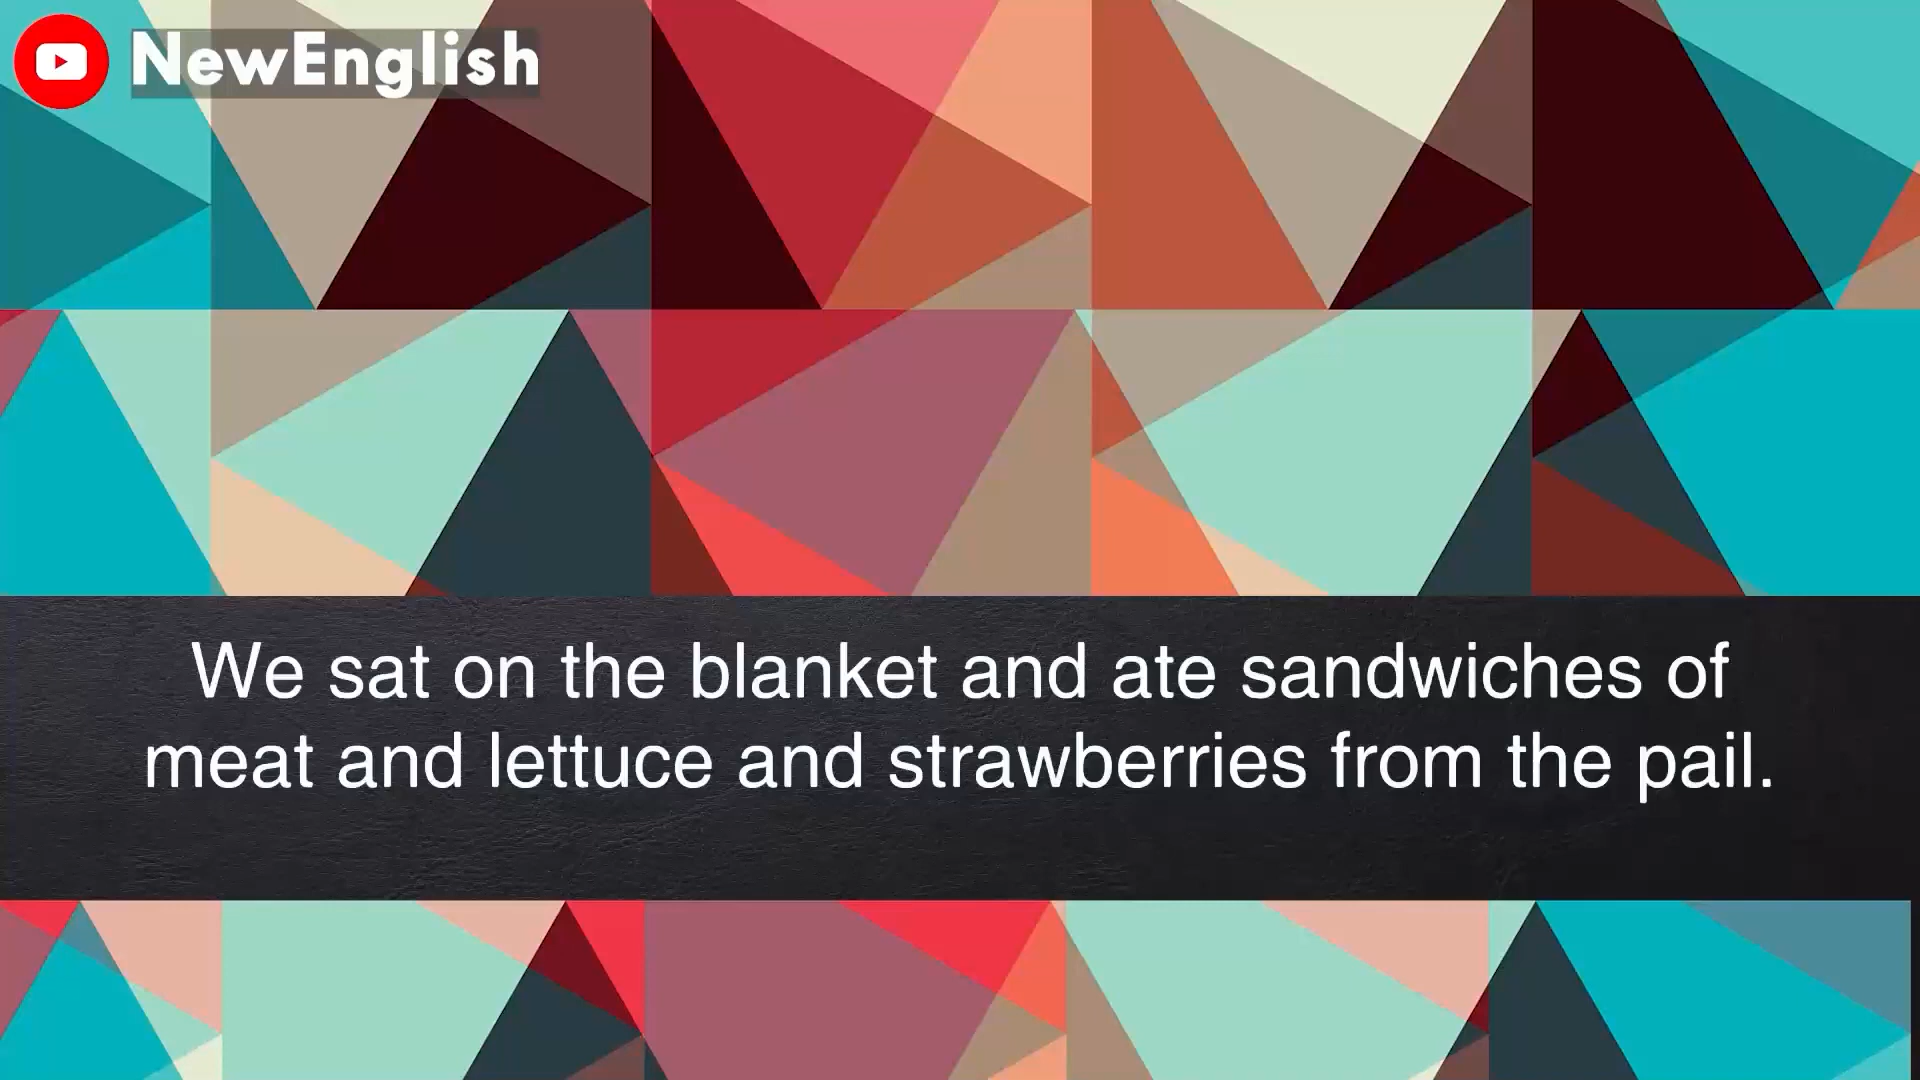 NewEnglish
We sat on the blanket and ate sandwiches of
meat and lettuce and strawberries from the pail.